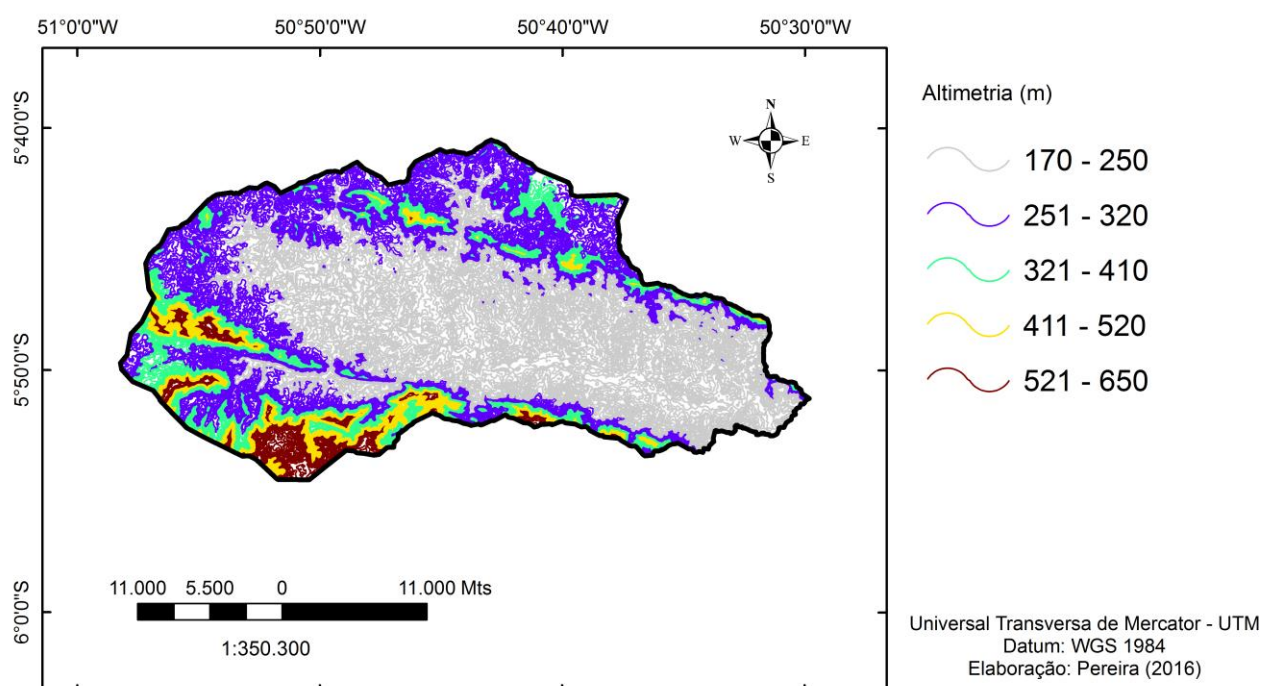 51°0'0"W 50°50'0"W 50°40'0"W 50°30'0"W
5°40'0"S
5°50'0"S
6°0'0"S
N
W E
S
11.000 5.500 0 11.000 Mts
1:350.300
Altimetria (m)
170 - 250
251 - 320
321 - 410
411 - 520
521 - 650
Universal Transversa de Mercator - UTM
Datum: WGS 1984
Elaboração: Pereira (2016)